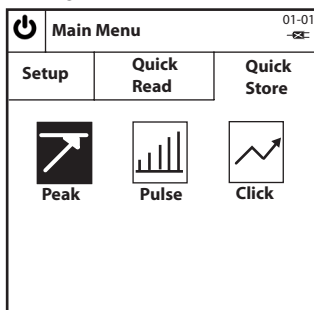 Main Menu
01-01
Setup
Quick
Read
Quick
Store
Peak
Pulse
Click